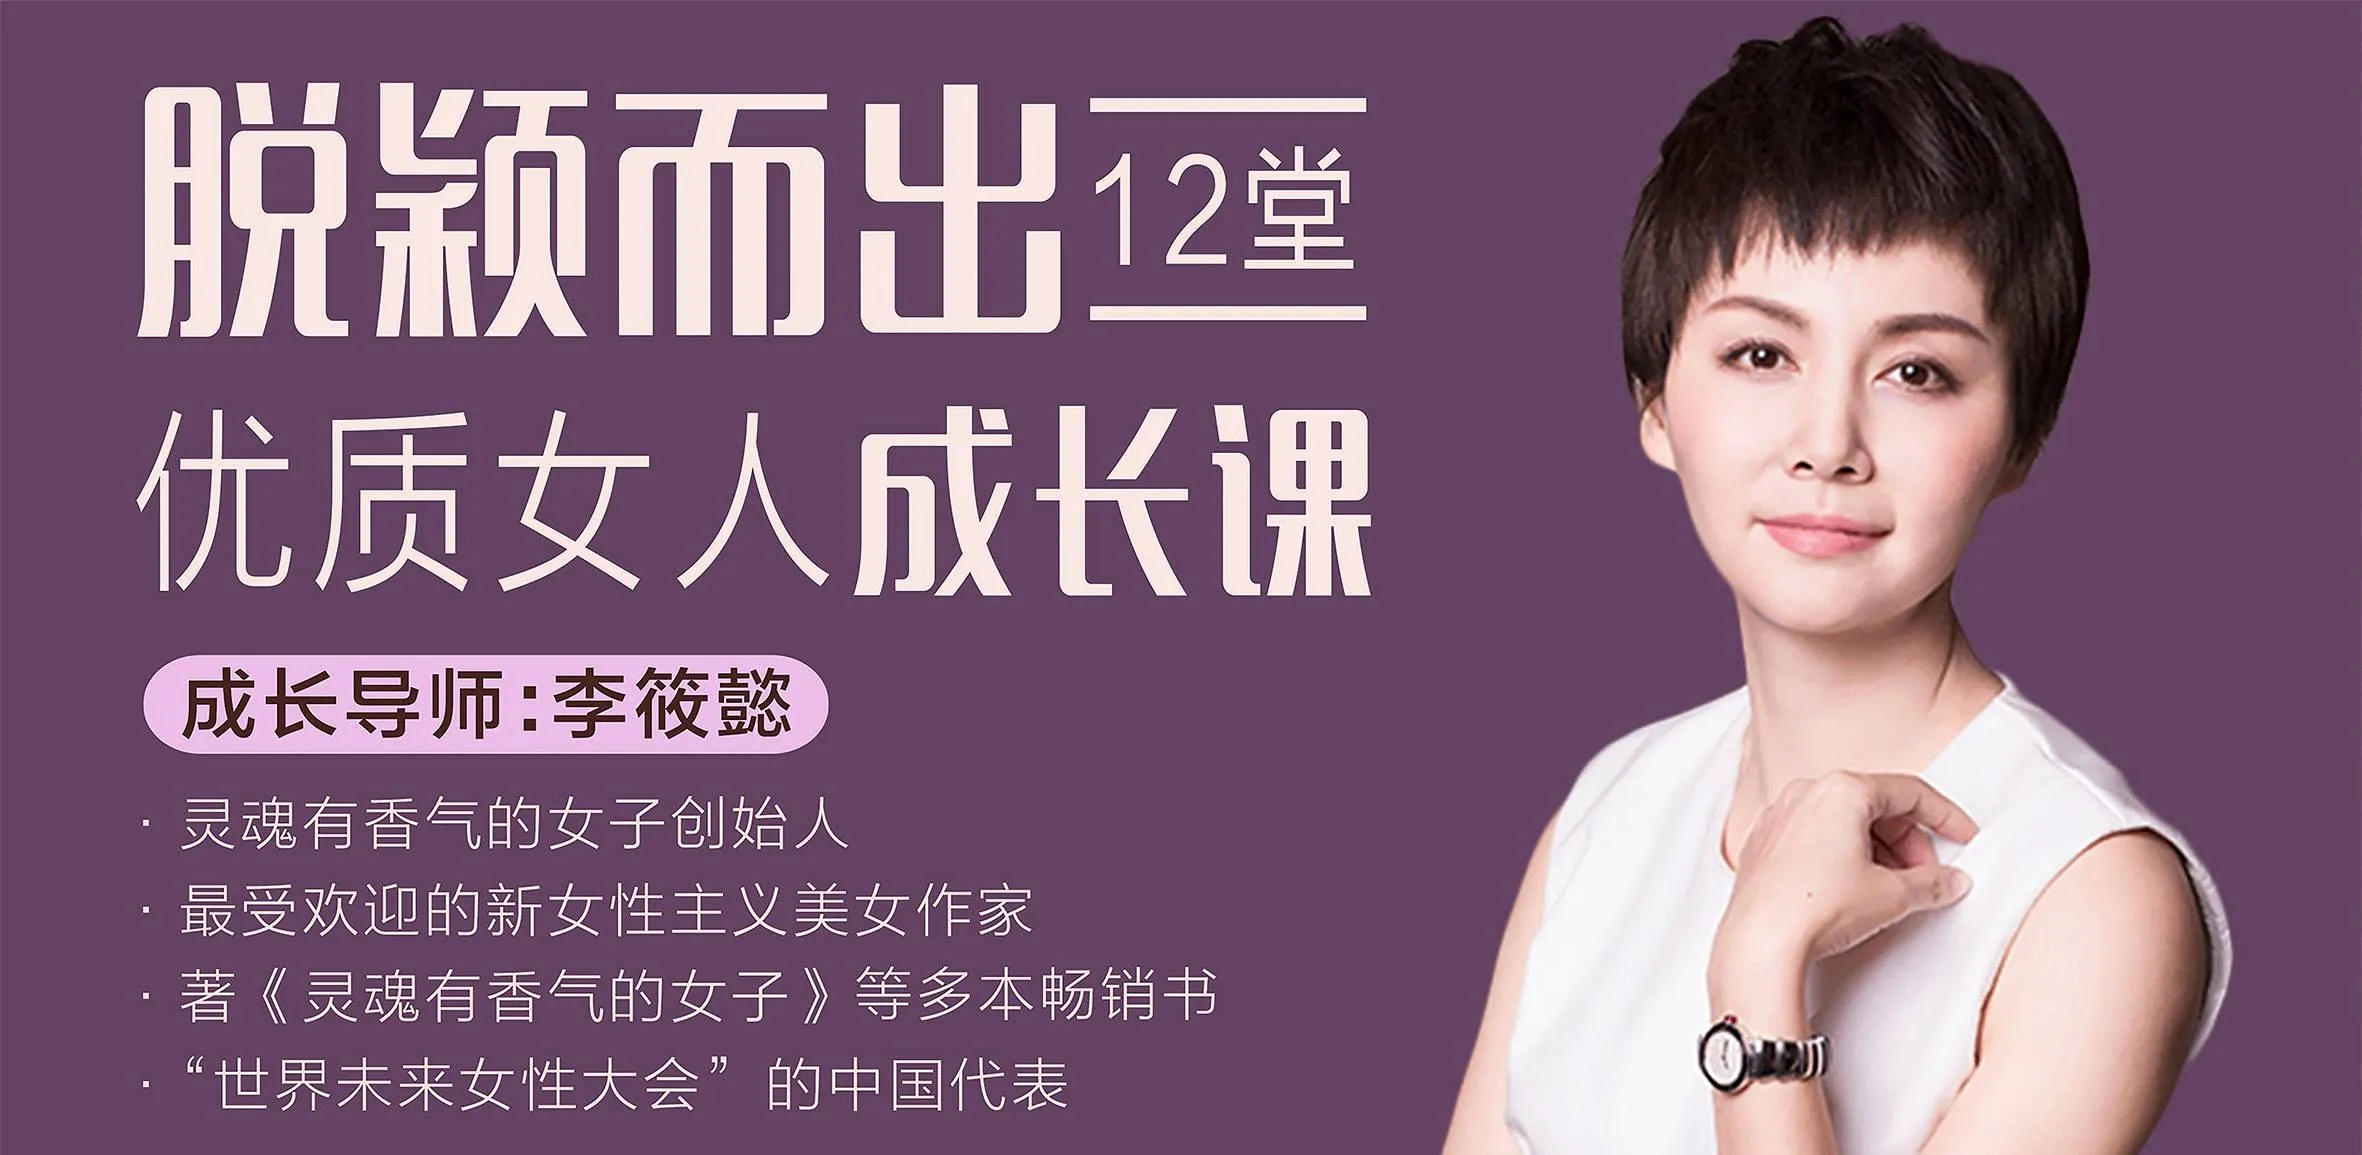 脱颖而出12堂
优质女人成长课
成长导师:李筱懿
· 灵魂有香气的女子创始人
· 最受欢迎的新女性主义美女作家
· 著《灵魂有香气的女子》等多本畅销书
· “世界未来女性大会”的中国代表